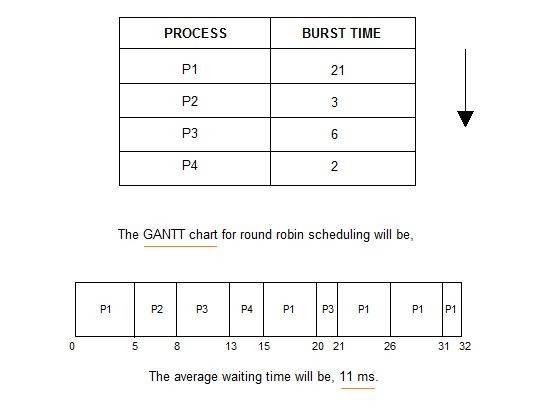 PROCESS BURST TIME
P1 21
P2 3
P3 6
P4 2
The GANTT chart for round robin scheduling will be,
P1 P2 P3 P4 P1 P3 P1 P1 P1
0 5 8 13 15 20 21 26 31 32
The average waiting time will be, 11 ms.